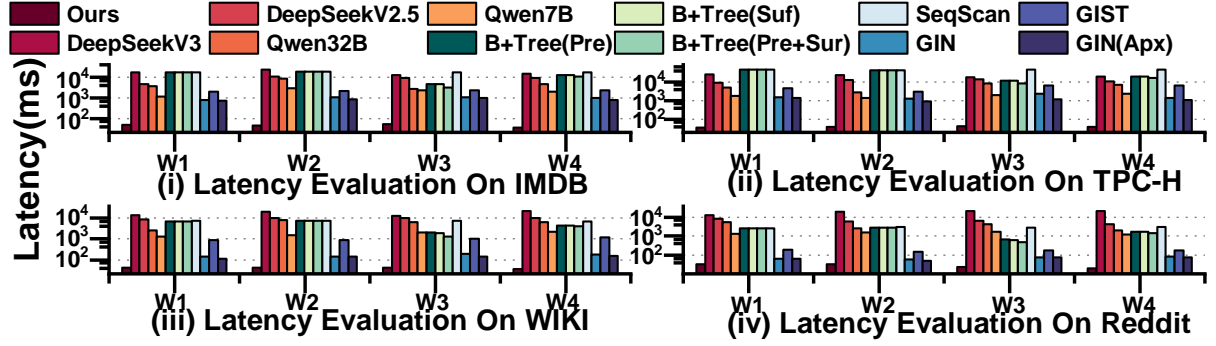 Ours DeepSeekV2.5 Qwen7B B+Tree(Suf) SeqScan GIST
DeepSeekV3 Qwen32B B+Tree(Pre) B+Tree(Pre+Sur) GIN GIN(Apx)
Latency(ms)
10^4
10^3
10^2
W1 W2 W3 W4
(i) Latency Evaluation On IMDB
10^4
10^3
10^2
W1 W2 W3 W4
(ii) Latency Evaluation On TPC-H
10^4
10^3
10^2
W1 W2 W3 W4
(iii) Latency Evaluation On WIKI
10^4
10^3
10^2
W1 W2 W3 W4
(iv) Latency Evaluation On Reddit